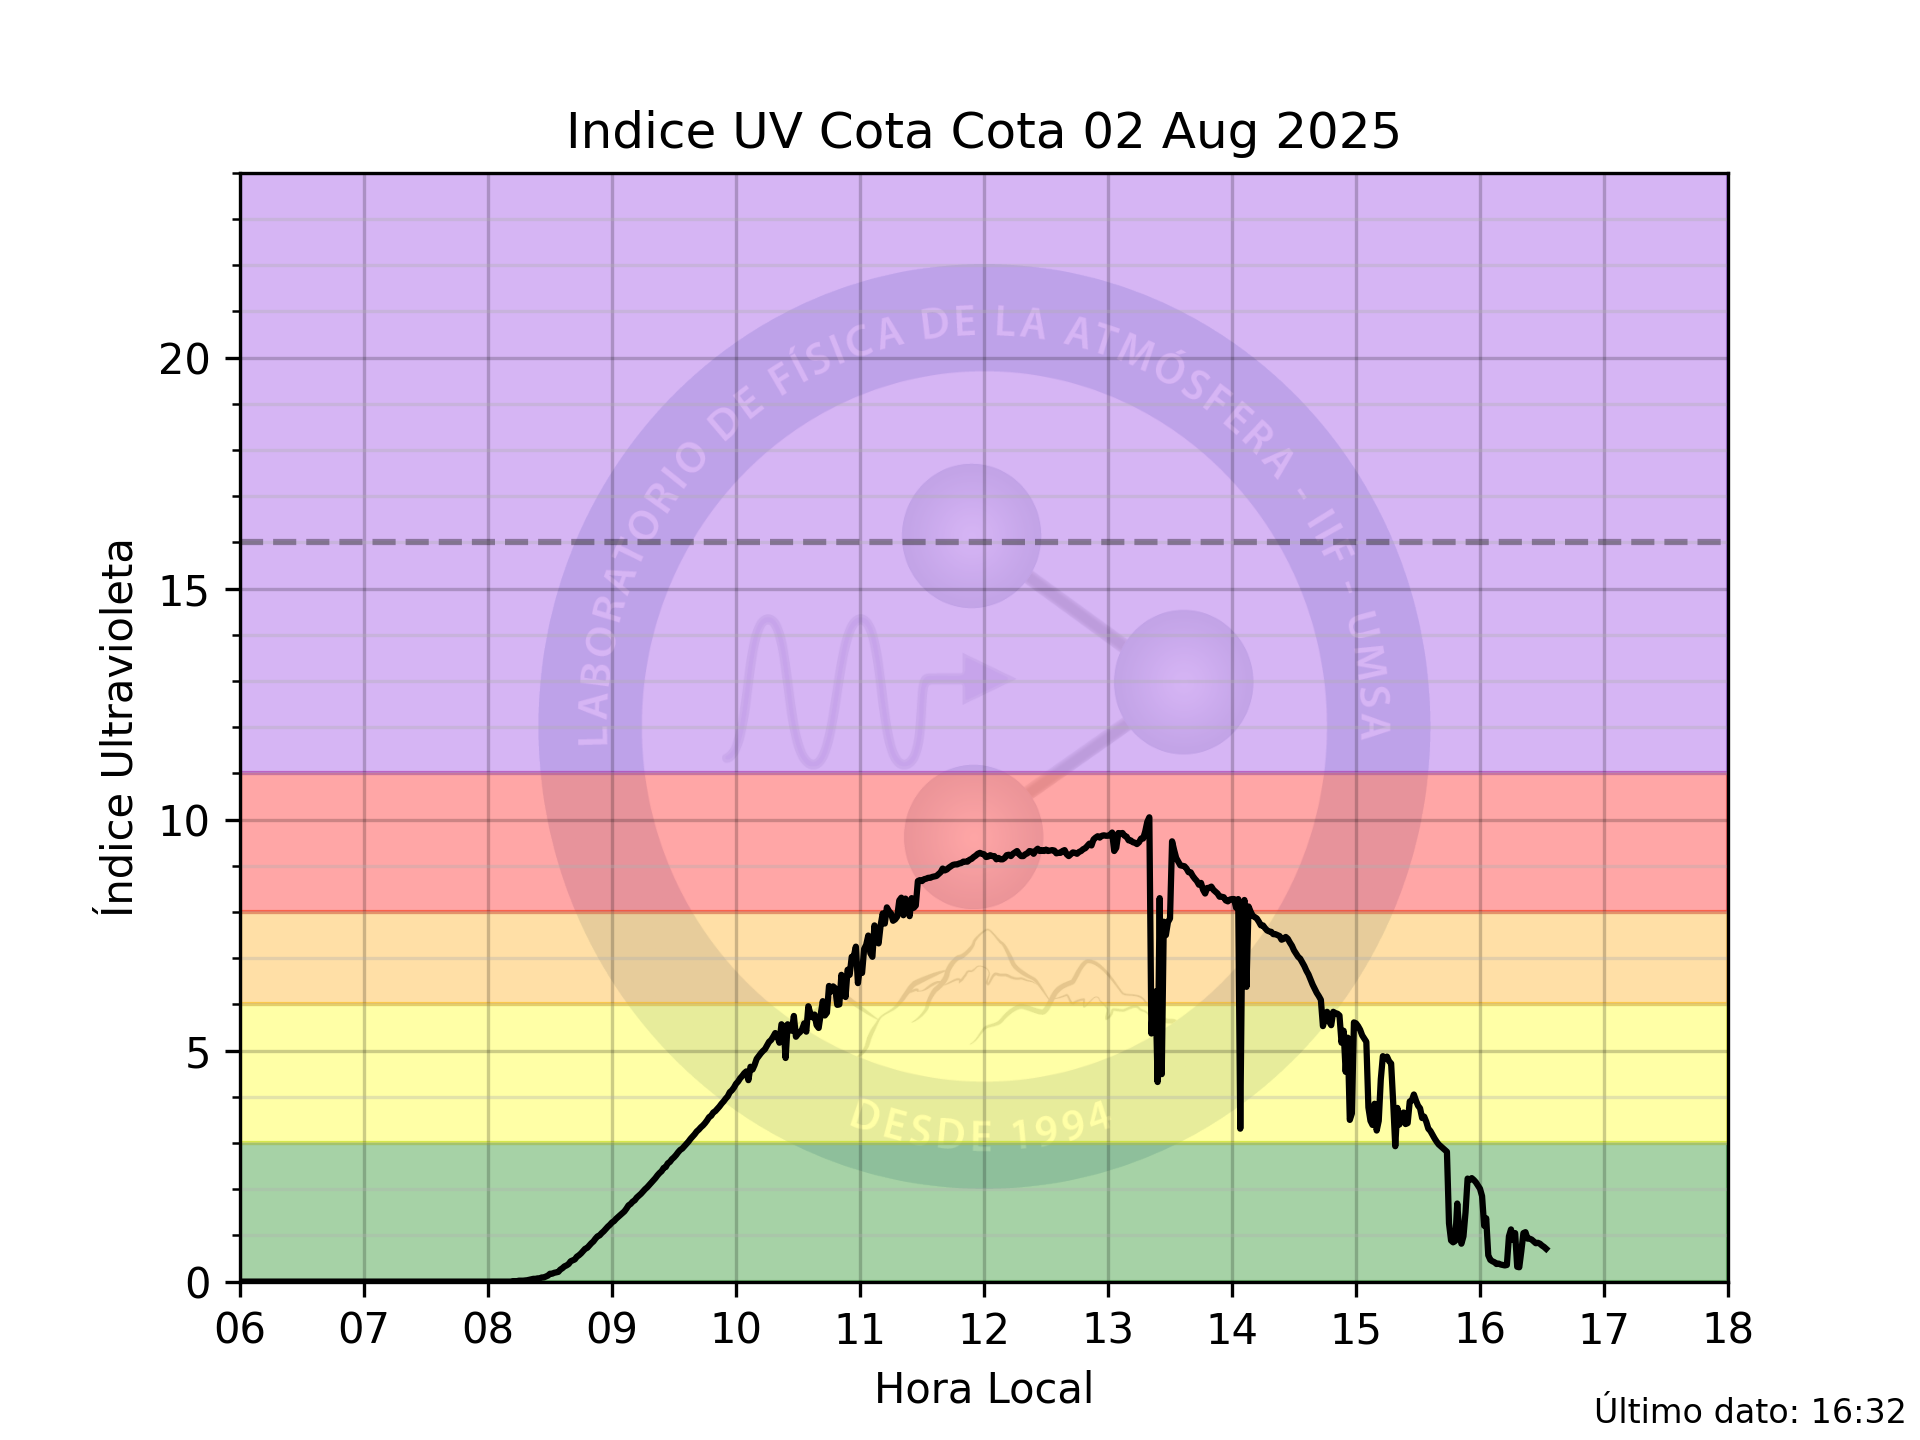 Indice UV Cota Cota 02 Aug 2025
Índice Ultravioleta
20
15
10
5
0
LABORATORIO DE FÍSICA DE LA ATMÓSFERA - IIF - UMSA
DESDE 1994
06 07 08 09 10 11 12 13 14 15 16 17 18
Hora Local
Último dato: 16:32